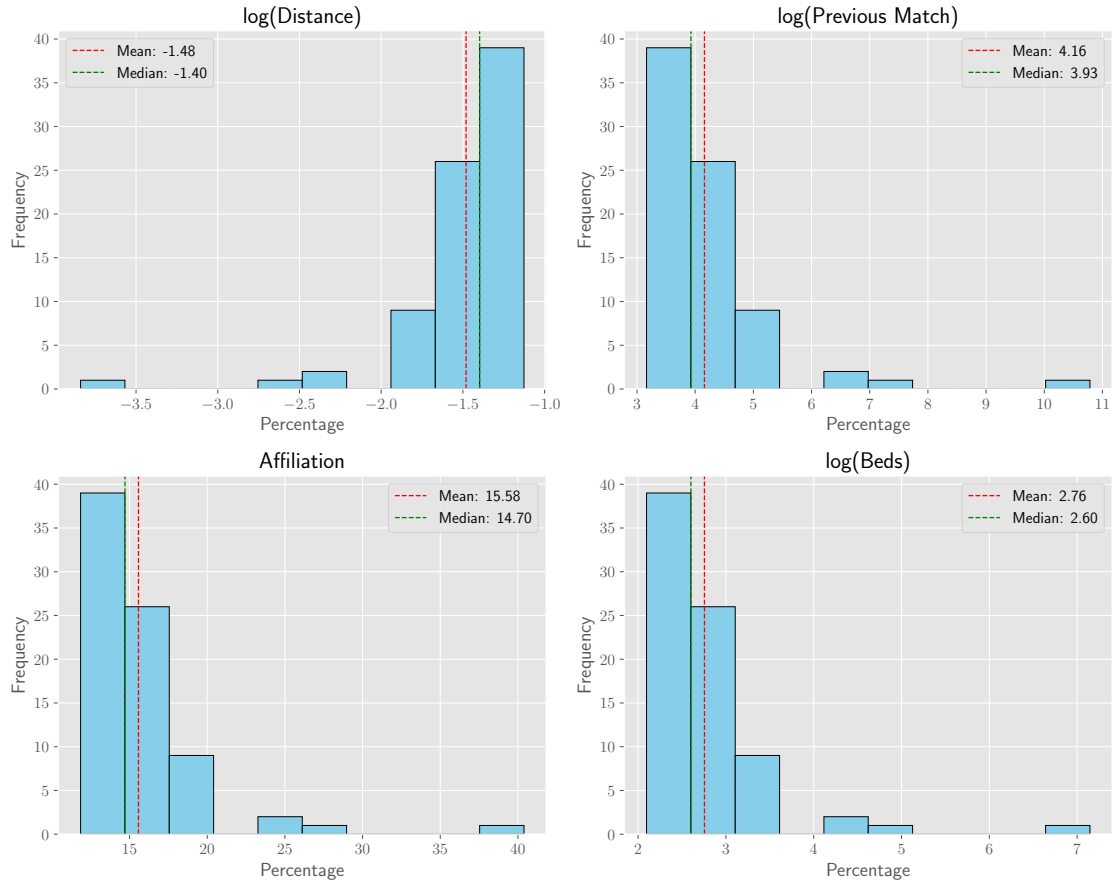 log(Distance)
Mean: -1.48
Median: -1.40
40
35
30
25
20
15
10
5
0
Frequency
−3.5 −3.0 −2.5 −2.0 −1.5 −1.0
Percentage
log(Previous Match)
Mean: 4.16
Median: 3.93
40
35
30
25
20
15
10
5
0
Frequency
3 4 5 6 7 8 9 10 11
Percentage
Affiliation
Mean: 15.58
Median: 14.70
40
35
30
25
20
15
10
5
0
Frequency
15 20 25 30 35 40
Percentage
log(Beds)
Mean: 2.76
Median: 2.60
40
35
30
25
20
15
10
5
0
Frequency
2 3 4 5 6 7
Percentage